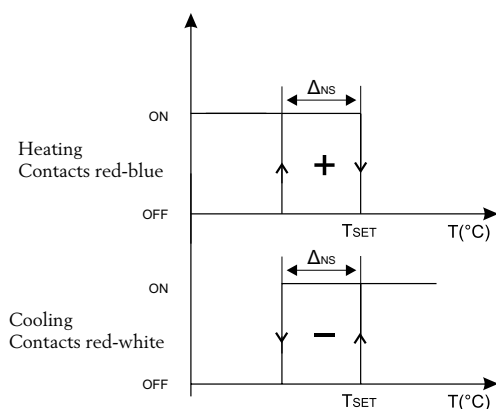 ΔNS
ON
Heating
Contacts red-blue
+
OFF
TSET
T(°C)
ΔNS
ON
Cooling
Contacts red-white
−
OFF
TSET
T(°C)